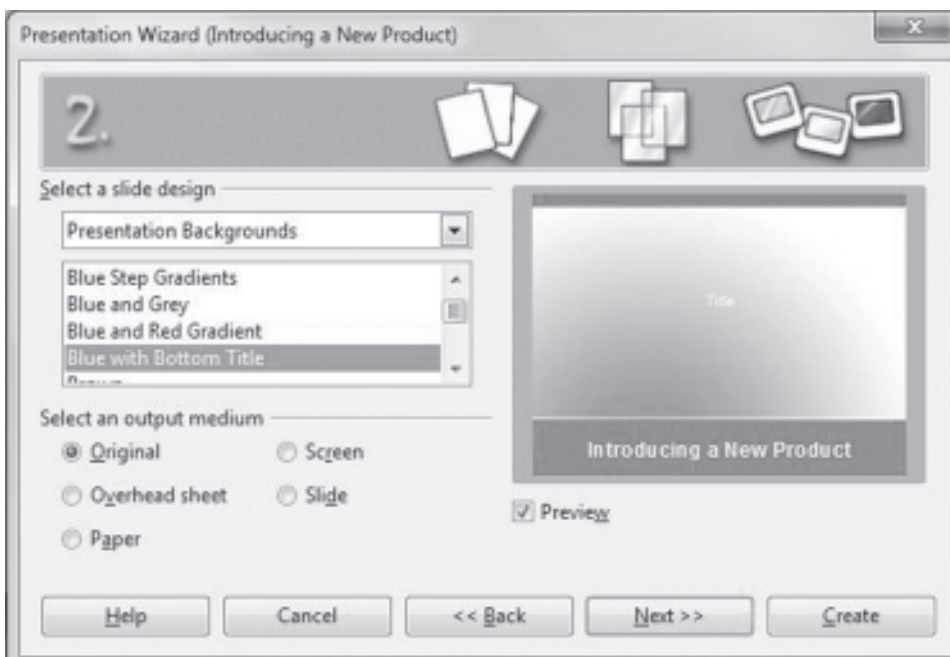 Presentation Wizard (Introducing a New Product)
2.
Select a slide design
Presentation Backgrounds
Blue Step Gradients
Blue and Grey
Blue and Red Gradient
Blue with Bottom Title
Title
Introducing a New Product
Select an output medium
Original
Screen
Overhead sheet
Slide
Paper
Preview
Help
Cancel
<< Back
Next >>
Create